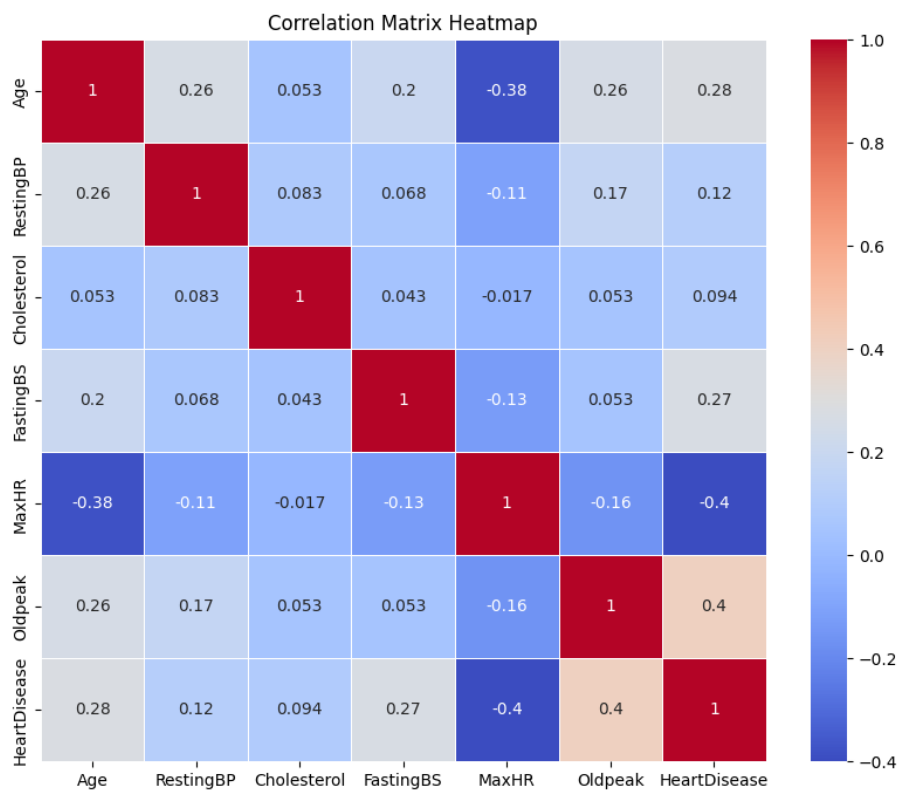 Correlation Matrix Heatmap
Age 1 0.26 0.053 0.2 -0.38 0.26 0.28
RestingBP 0.26 1 0.083 0.068 -0.11 0.17 0.12
Cholesterol 0.053 0.083 1 0.043 -0.017 0.053 0.094
FastingBS 0.2 0.068 0.043 1 -0.13 0.053 0.27
MaxHR -0.38 -0.11 -0.017 -0.13 1 -0.16 -0.4
Oldpeak 0.26 0.17 0.053 0.053 -0.16 1 0.4
HeartDisease 0.28 0.12 0.094 0.27 -0.4 0.4 1
Age RestingBP Cholesterol FastingBS MaxHR Oldpeak HeartDisease
1.0
0.8
0.6
0.4
0.2
0.0
−0.2
−0.4